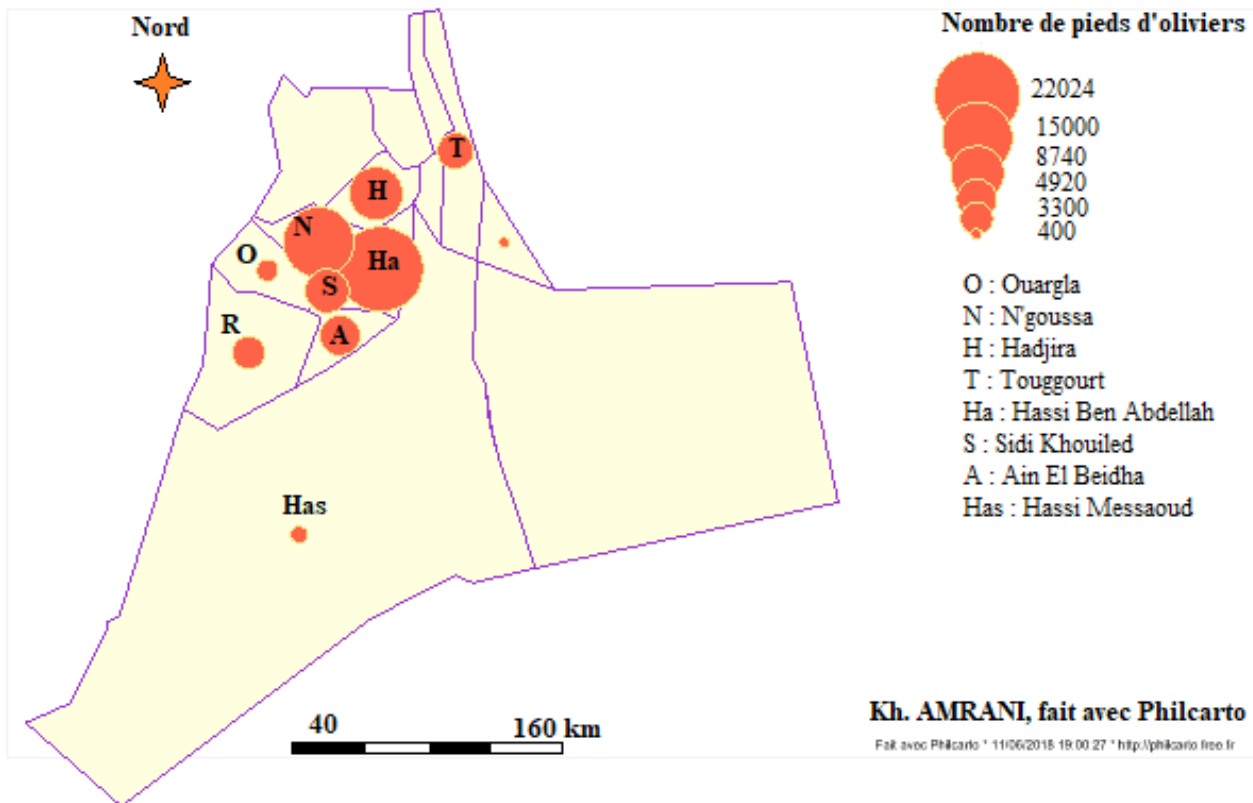 Nord
Nombre de pieds d'oliviers
22024
15000
8740
4920
3300
400
T
H
N
Ha
O
S
A
R
Has
O : Ouargla
N : N'goussa
H : Hadjira
T : Touggourt
Ha : Hassi Ben Abdellah
S : Sidi Khouiled
A : Ain El Beidha
Has : Hassi Messaoud
40 160 km
Kh. AMRANI, fait avec Philcarto
Fait avec Philcarto * 11/06/2018 19:00:27 * http://philcarto.free.fr